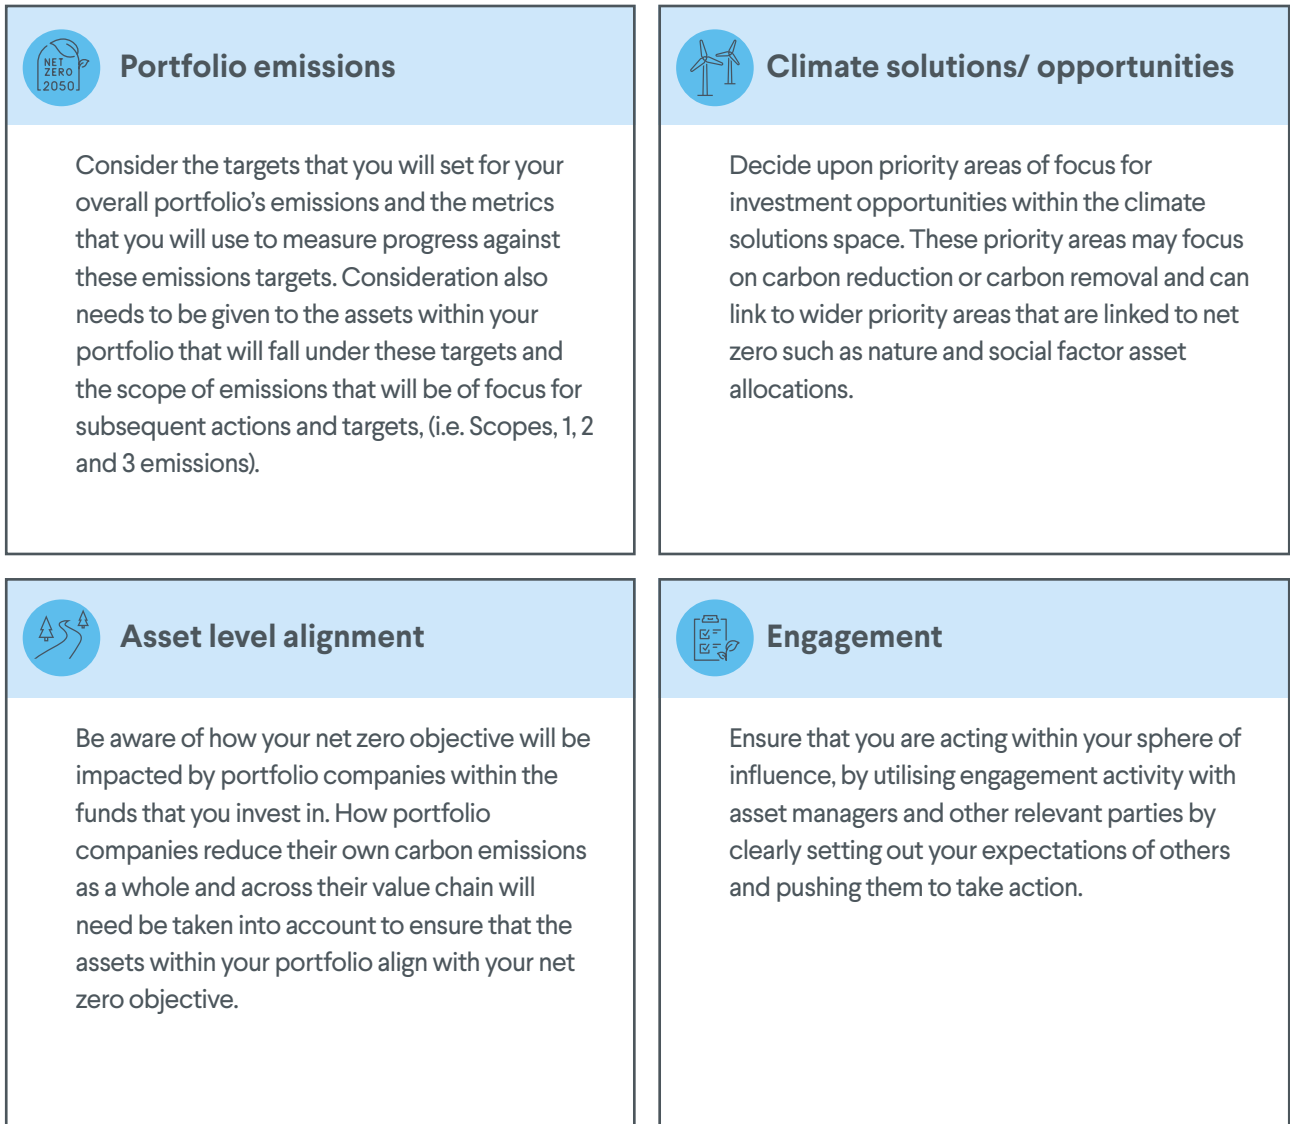 NET
ZERO
2050
Portfolio emissions
Consider the targets that you will set for your
overall portfolio’s emissions and the metrics
that you will use to measure progress against
these emissions targets. Consideration also
needs to be given to the assets within your
portfolio that will fall under these targets and
the scope of emissions that will be of focus for
subsequent actions and targets, (i.e. Scopes, 1, 2
and 3 emissions).
Climate solutions/ opportunities
Decide upon priority areas of focus for
investment opportunities within the climate
solutions space. These priority areas may focus
on carbon reduction or carbon removal and can
link to wider priority areas that are linked to net
zero such as nature and social factor asset
allocations.
Asset level alignment
Be aware of how your net zero objective will be
impacted by portfolio companies within the
funds that you invest in. How portfolio
companies reduce their own carbon emissions
as a whole and across their value chain will
need be taken into account to ensure that the
assets within your portfolio align with your net
zero objective.
Engagement
Ensure that you are acting within your sphere of
influence, by utilising engagement activity with
asset managers and other relevant parties by
clearly setting out your expectations of others
and pushing them to take action.